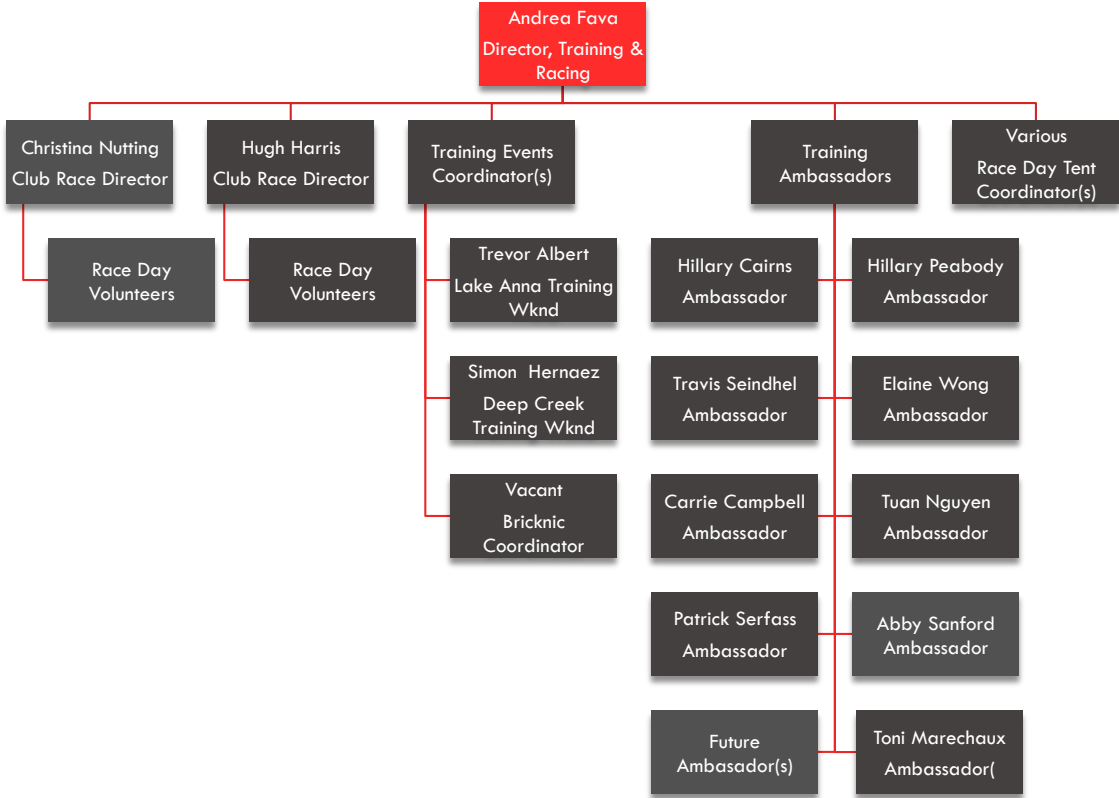 Andrea Fava
Director, Training &
Racing
Christina Nutting
Club Race Director
Hugh Harris
Club Race Director
Training Events
Coordinator(s)
Training
Ambassadors
Various
Race Day Tent
Coordinator(s)
Race Day
Volunteers
Race Day
Volunteers
Trevor Albert
Lake Anna Training
Wknd
Hillary Cairns
Ambassador
Hillary Peabody
Ambassador
Simon Hernaez
Deep Creek
Training Wknd
Travis Seindhel
Ambassador
Elaine Wong
Ambassador
Vacant
Bricknic
Coordinator
Carrie Campbell
Ambassador
Tuan Nguyen
Ambassador
Patrick Serfass
Ambassador
Abby Sanford
Ambassador
Future
Ambasador(s)
Toni Marechaux
Ambassador(